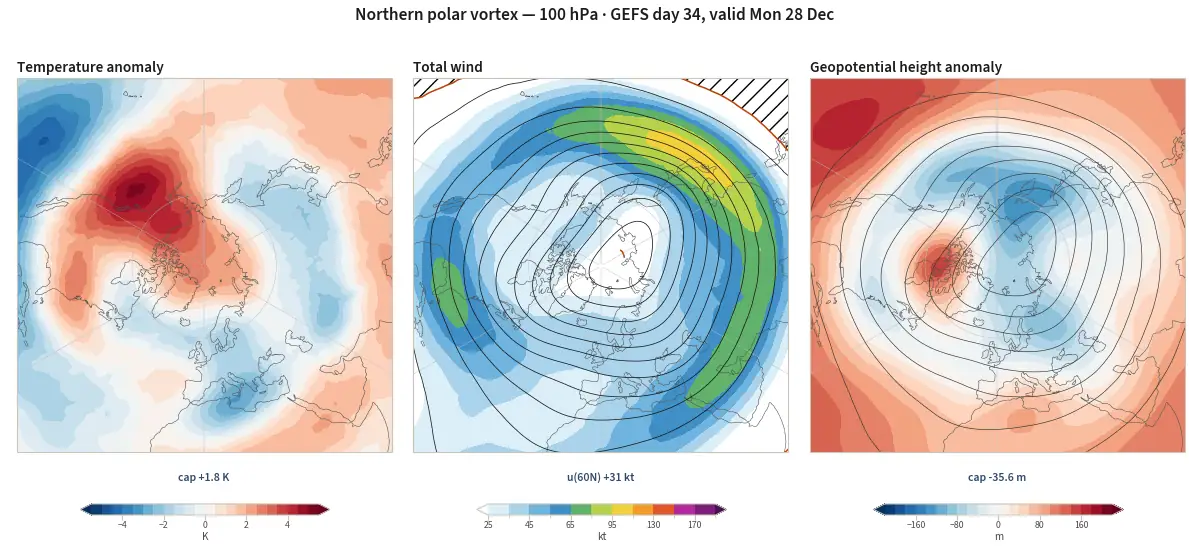 Northern polar vortex — 100 hPa · GEFS day 34, valid Mon 28 Dec
Temperature anomaly
Total wind
Geopotential height anomaly
cap +1.8 K
u(60N) +31 kt
cap -35.6 m
−4 −2 0 2 4
K
25 45 65 95 130 170
kt
−160 −80 0 80 160
m